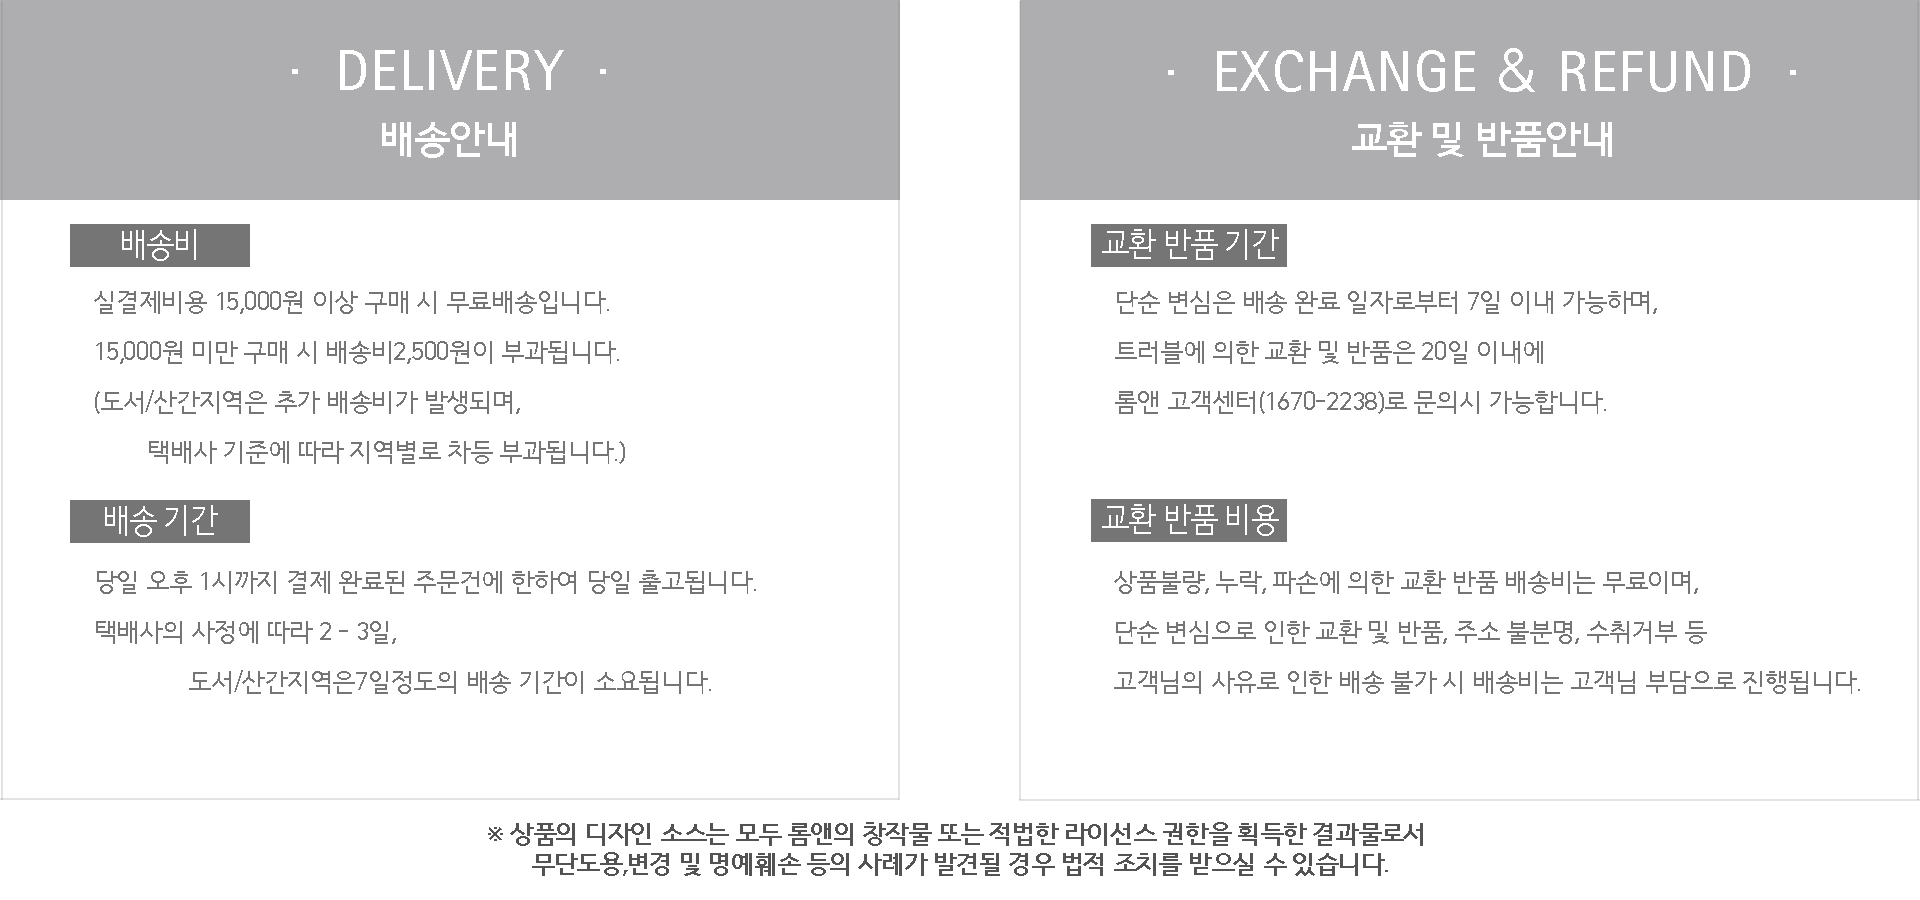 · DELIVERY ·
배송안내
배송비
실결제비용 15,000원 이상 구매 시 무료배송입니다.
15,000원 미만 구매 시 배송비2,500원이 부과됩니다.
(도서/산간지역은 추가 배송비가 발생되며,
택배사 기준에 따라 지역별로 차등 부과됩니다.)
배송 기간
당일 오후 1시까지 결제 완료된 주문건에 한하여 당일 출고됩니다.
택배사의 사정에 따라 2 - 3일,
도서/산간지역은7일정도의 배송 기간이 소요됩니다.
· EXCHANGE & REFUND ·
교환 및 반품안내
교환 반품 기간
단순 변심은 배송 완료 일자로부터 7일 이내 가능하며,
트러블에 의한 교환 및 반품은 20일 이내에
롬앤 고객센터(1670-2238)로 문의시 가능합니다.
교환 반품 비용
상품불량, 누락, 파손에 의한 교환 반품 배송비는 무료이며,
단순 변심으로 인한 교환 및 반품, 주소 불분명, 수취거부 등
고객님의 사유로 인한 배송 불가 시 배송비는 고객님 부담으로 진행됩니다.
※ 상품의 디자인 소스는 모두 롬앤의 창작물 또는 적법한 라이선스 권한을 획득한 결과물로서
무단도용,변경 및 명예훼손 등의 사례가 발견될 경우 법적 조치를 받으실 수 있습니다.